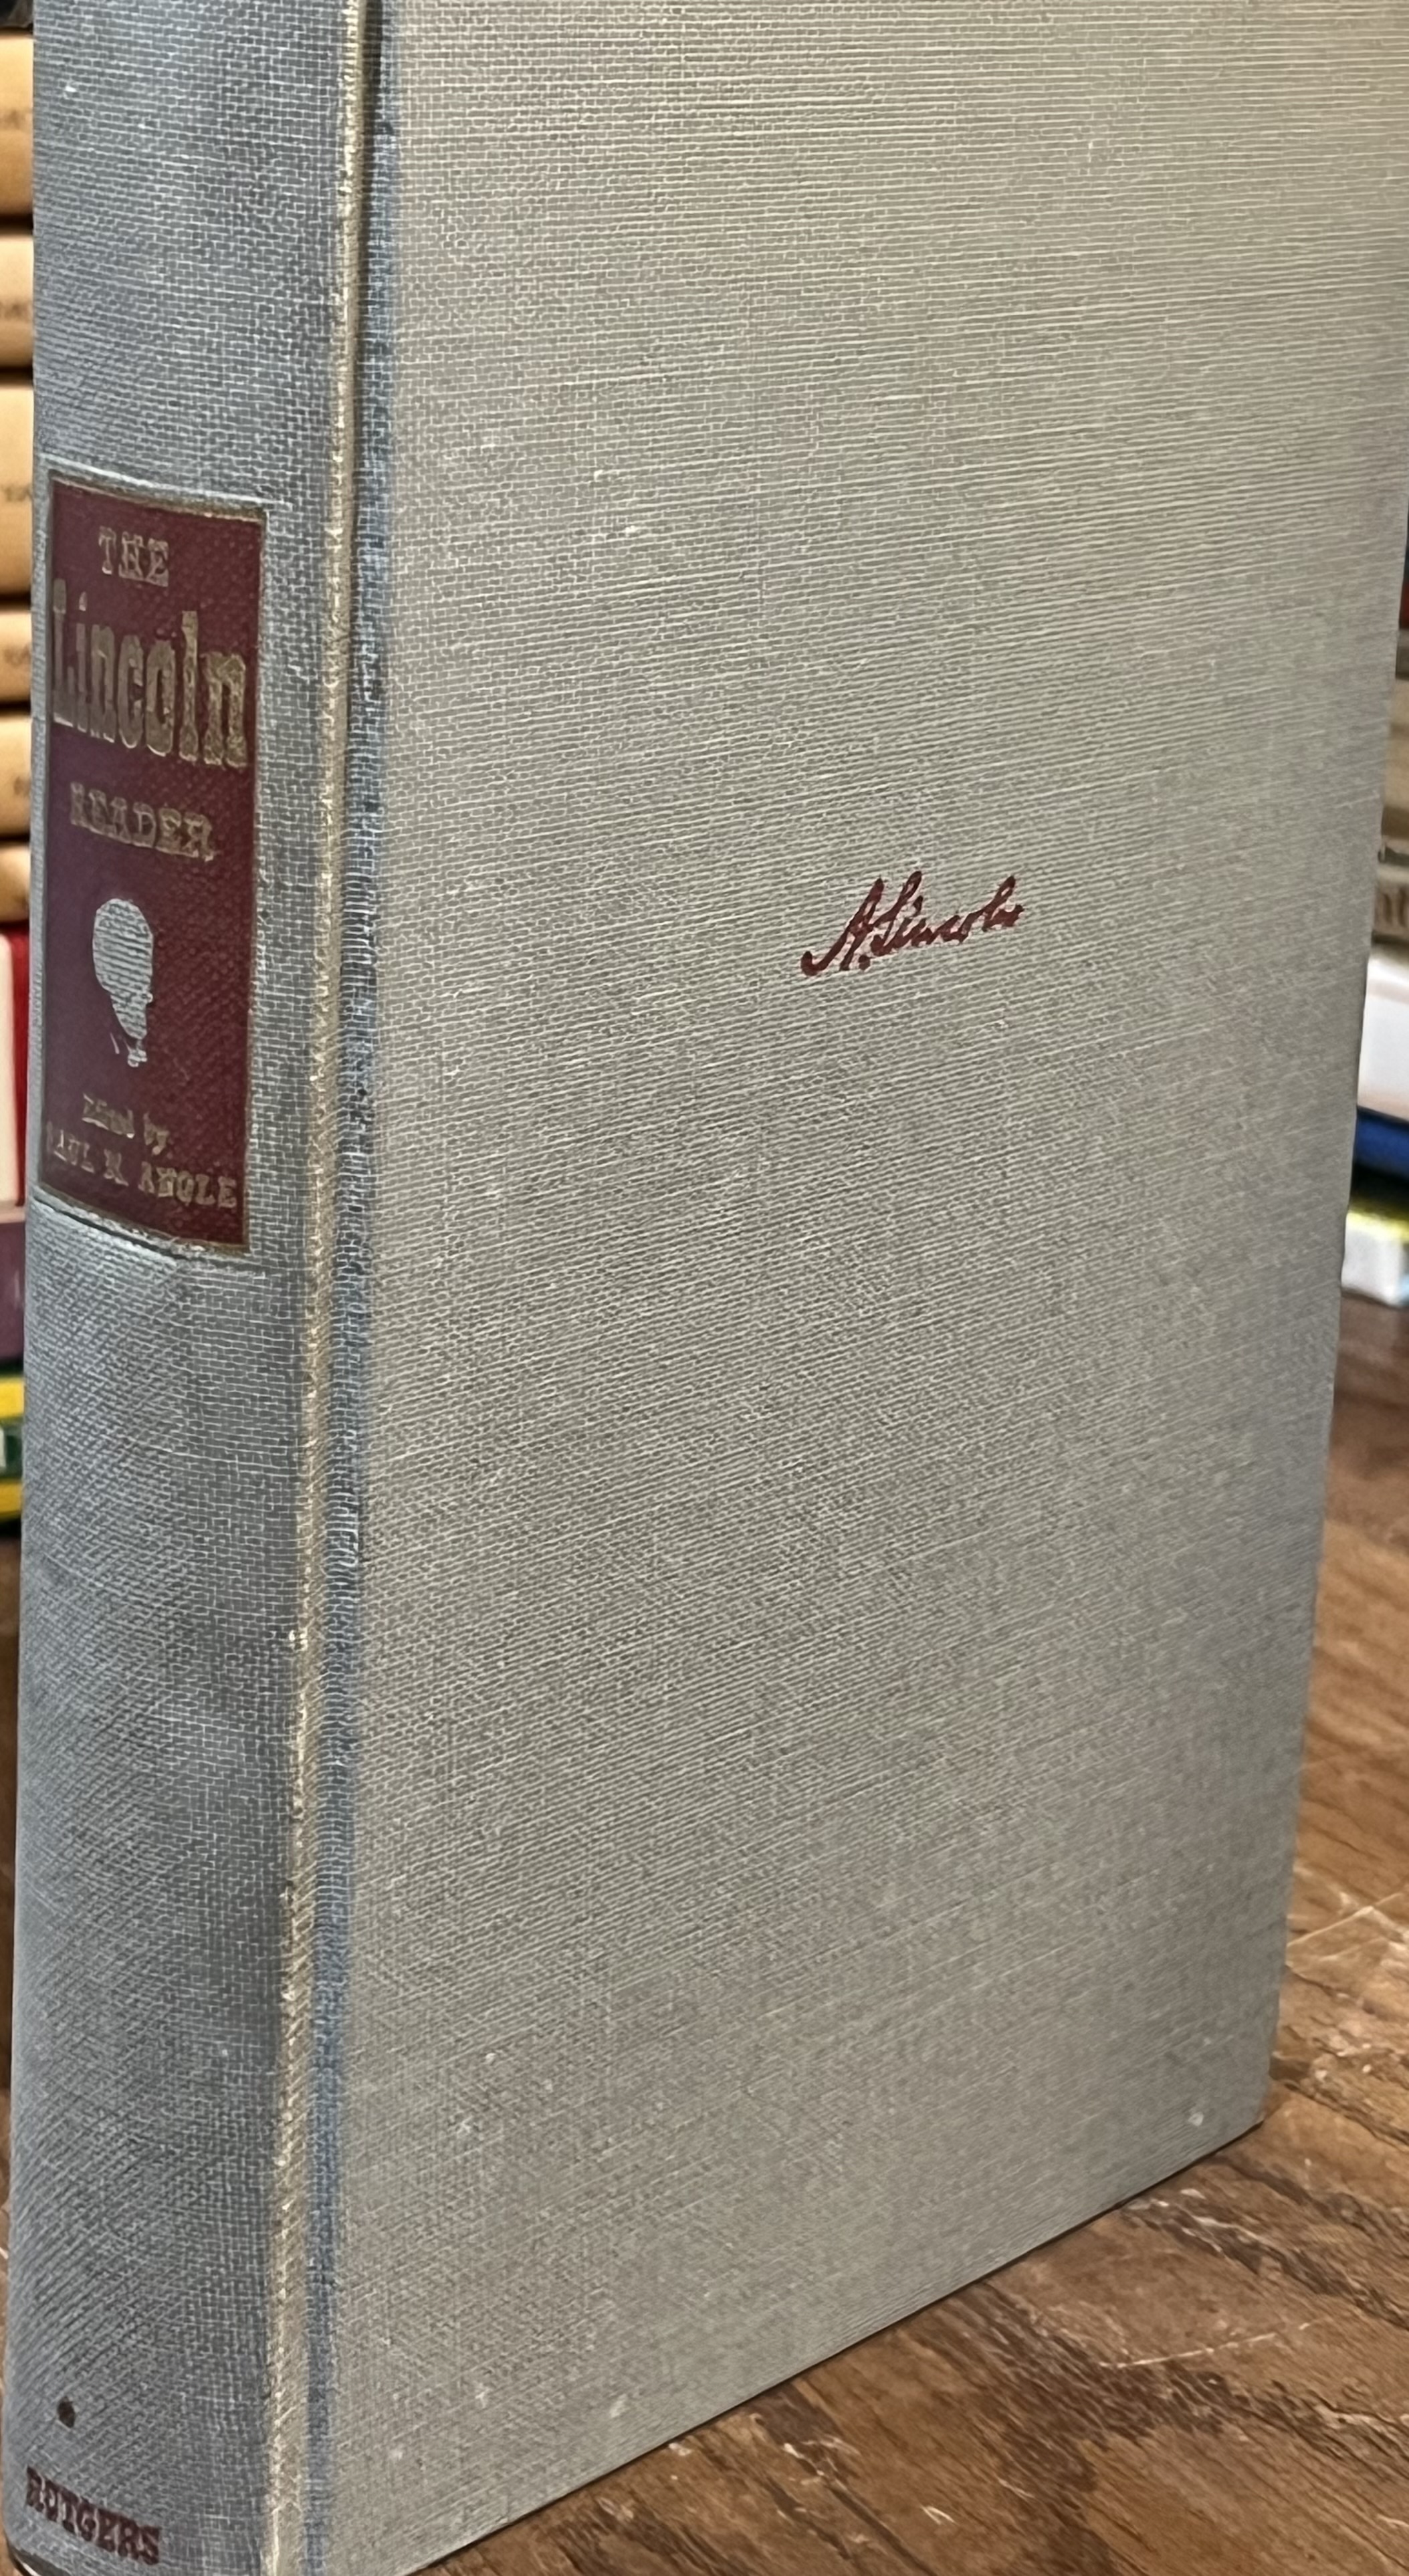 THE
Lincoln
READER
Edited by
PAUL M. ANGLE
RUTGERS
A. Lincoln